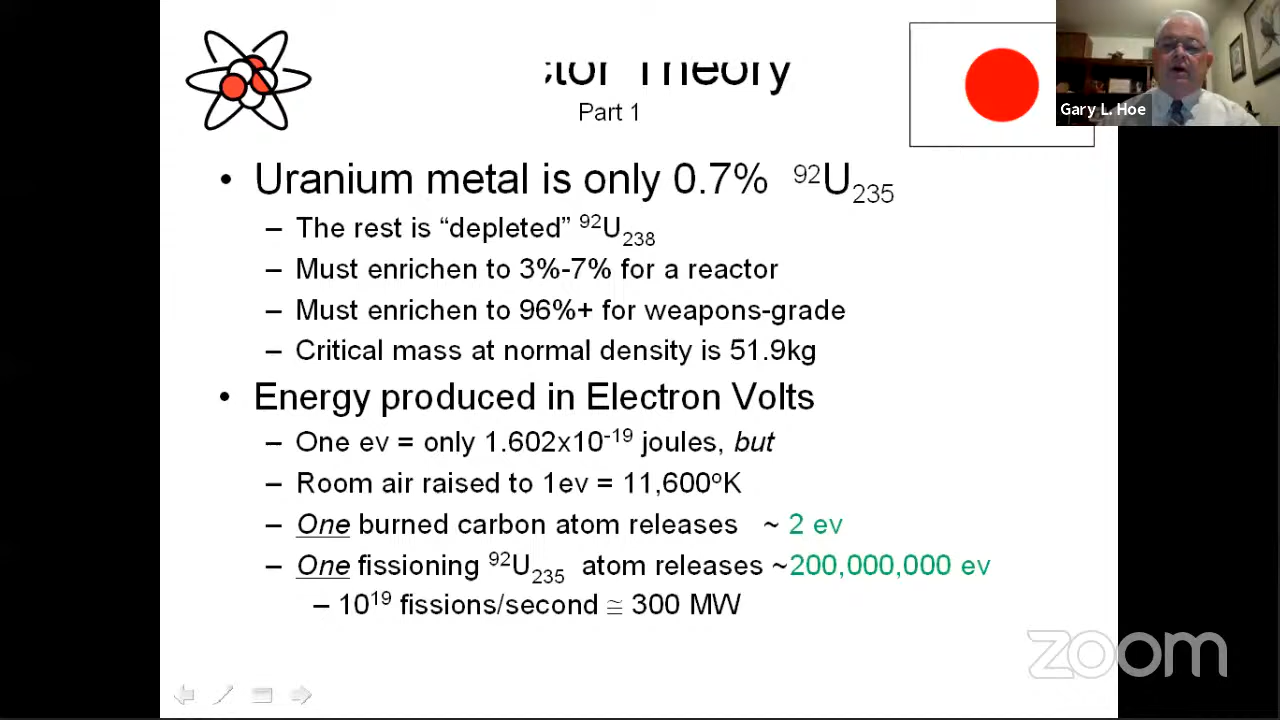 Theory
Part 1
Gary L. Hoe
• Uranium metal is only 0.7% ⁹²U₂₃₅
– The rest is “depleted” ⁹²U₂₃₈
– Must enrichen to 3%-7% for a reactor
– Must enrichen to 96%+ for weapons-grade
– Critical mass at normal density is 51.9kg
• Energy produced in Electron Volts
– One ev = only 1.602x10⁻¹⁹ joules, but
– Room air raised to 1ev = 11,600ᵒK
– One burned carbon atom releases ~ 2 ev
– One fissioning ⁹²U₂₃₅ atom releases ~200,000,000 ev
– 10¹⁹ fissions/second ≅ 300 MW
zoom